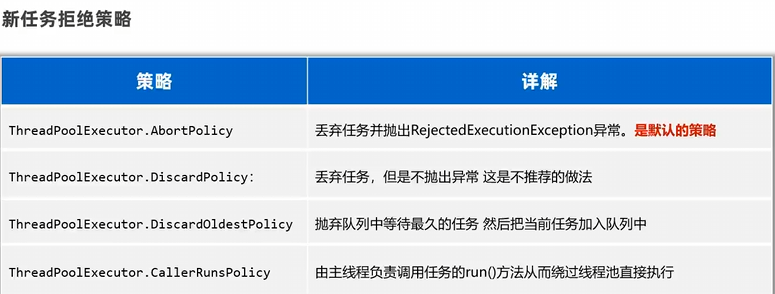 新任务拒绝策略
策略 详解
ThreadPoolExecutor.AbortPolicy 丢弃任务并抛出RejectedExecutionException异常。是默认的策略
ThreadPoolExecutor.DiscardPolicy: 丢弃任务，但是不抛出异常 这是不推荐的做法
ThreadPoolExecutor.DiscardOldestPolicy 抛弃队列中等待最久的任务 然后把当前任务加入队列中
ThreadPoolExecutor.CallerRunsPolicy 由主线程负责调用任务的run()方法从而绕过线程池直接执行